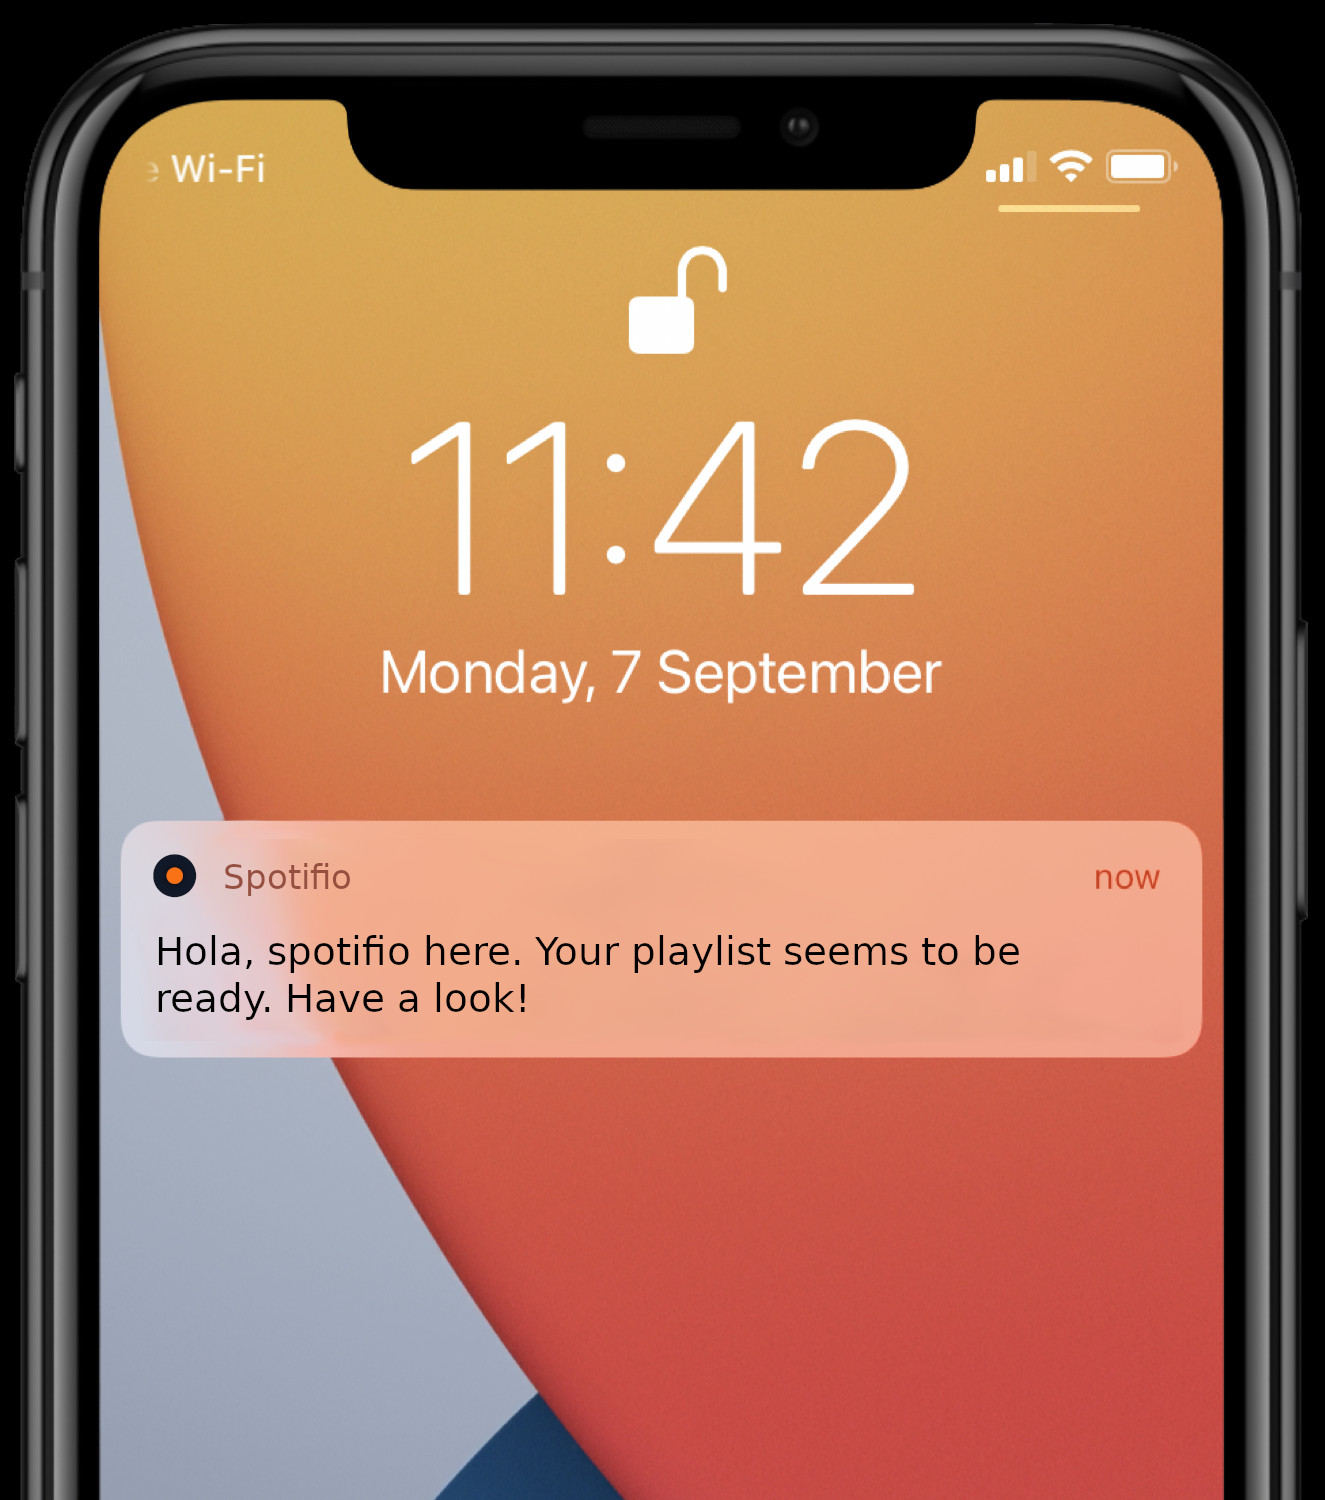 Wi-Fi
11:42
Monday, 7 September
Spotifio
now
Hola, spotifio here. Your playlist seems to be
ready. Have a look!